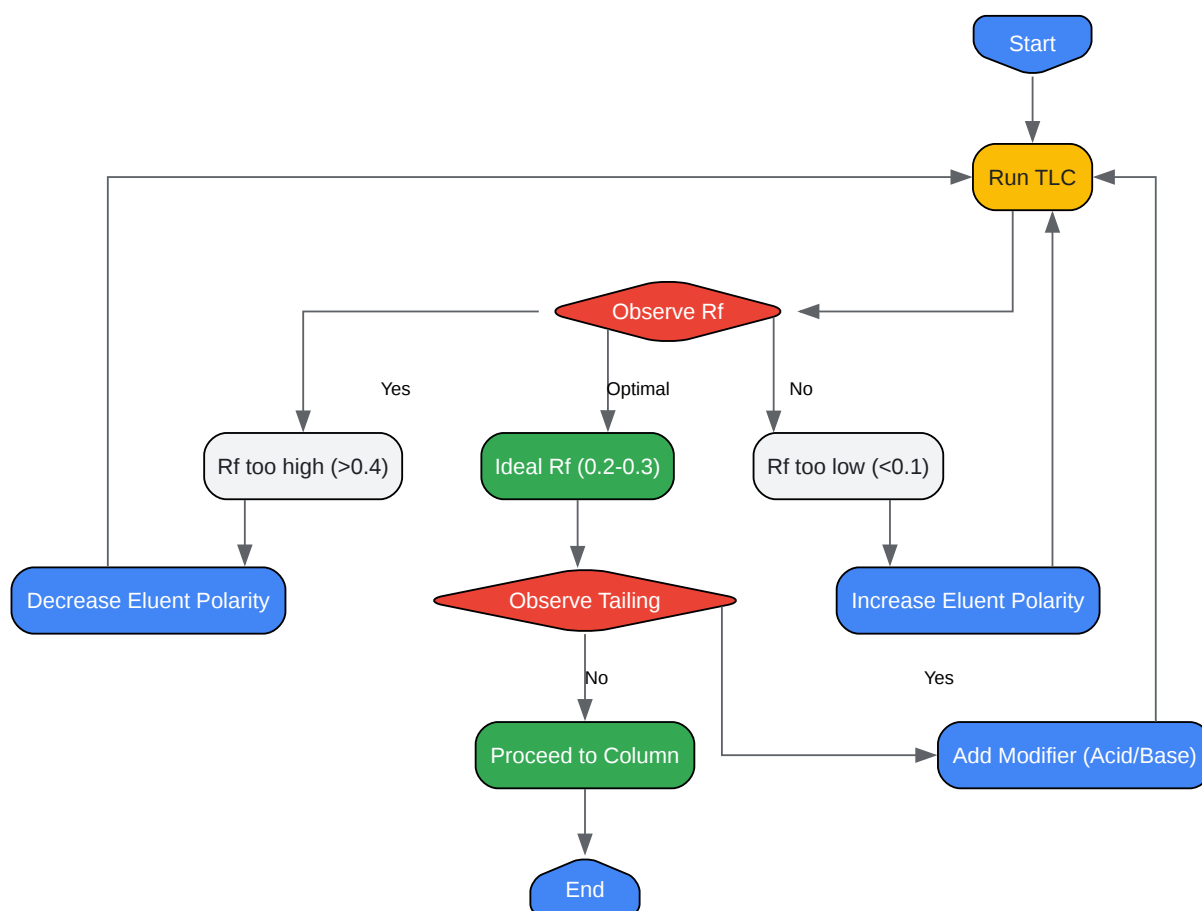 Start
Run TLC
Observe Rf
Yes
Optimal
No
Rf too high (>0.4)
Ideal Rf (0.2-0.3)
Rf too low (<0.1)
Decrease Eluent Polarity
Observe Tailing
Increase Eluent Polarity
No
Yes
Proceed to Column
Add Modifier (Acid/Base)
End